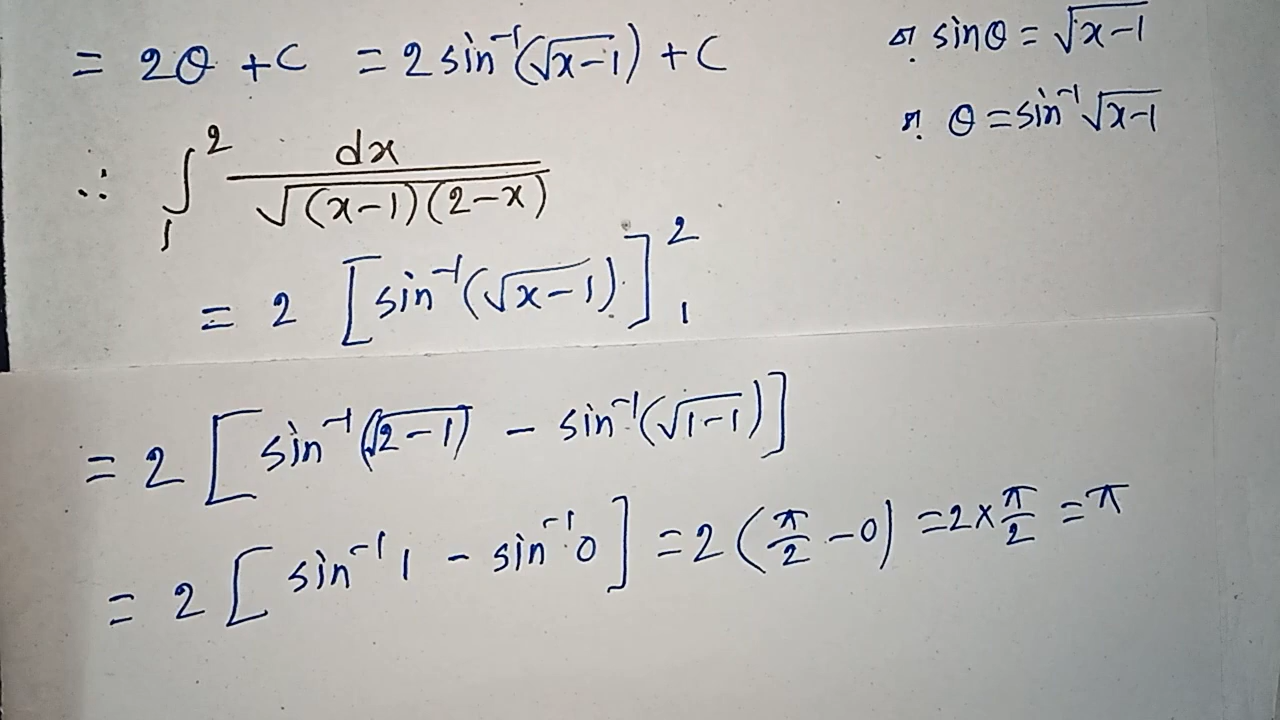 = 2θ + C = 2 sin⁻¹(√x-1) + C
বা, sinθ = √x-1
বা, θ = sin⁻¹√x-1
∴ ∫₁² dx / √(x-1)(2-x)
= 2 [sin⁻¹(√x-1)]₁²
= 2 [sin⁻¹(√2-1) - sin⁻¹(√1-1)]
= 2 [sin⁻¹1 - sin⁻¹0] = 2(π/2 - 0) = 2×π/2 = π